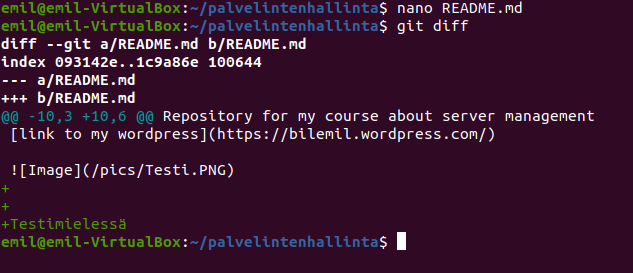 emil@emil-VirtualBox:~/palvelintenhallinta$ nano README.md
emil@emil-VirtualBox:~/palvelintenhallinta$ git diff
diff --git a/README.md b/README.md
index 093142e..1c9a86e 100644
--- a/README.md
+++ b/README.md
@@ -10,3 +10,6 @@ Repository for my course about server management
 [link to my wordpress](https://bilemil.wordpress.com/)

 ![Image](/pics/Testi.PNG)
+
+
+Testimielessä
emil@emil-VirtualBox:~/palvelintenhallinta$